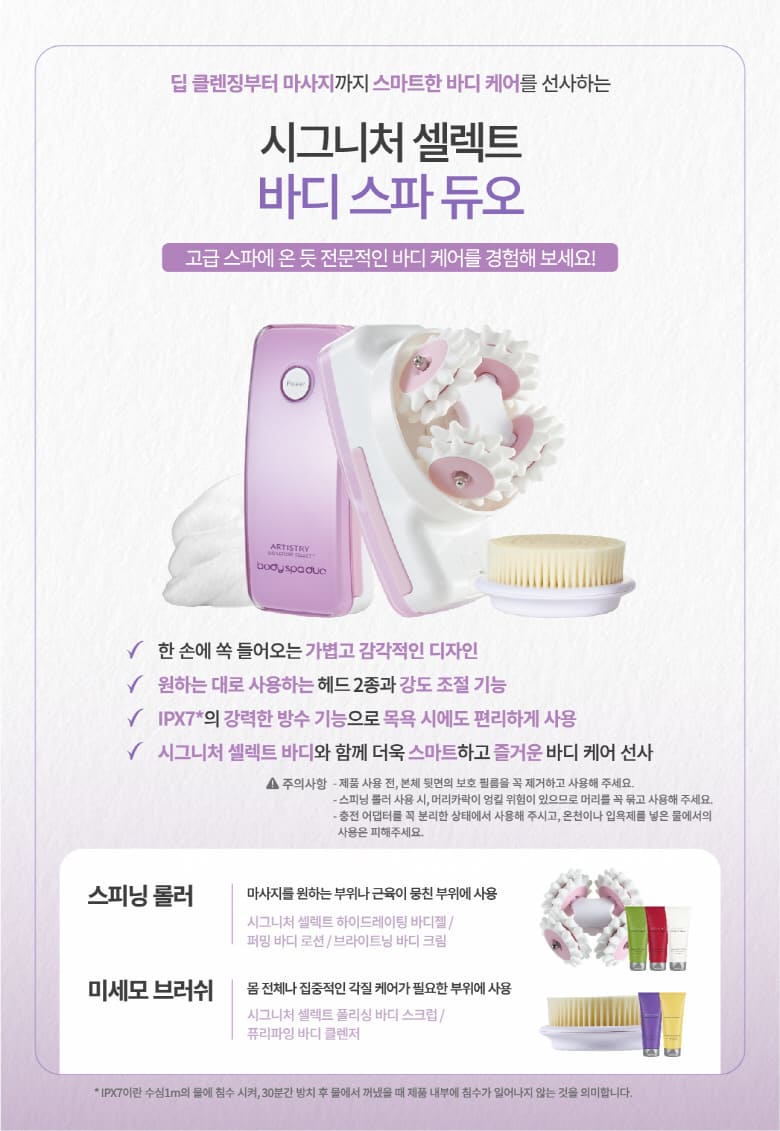 딥 클렌징부터 마사지까지 스마트한 바디 케어를 선사하는
시그니처 셀렉트
바디 스파 듀오
고급 스파에 온 듯 전문적인 바디 케어를 경험해 보세요!
Power
ARTISTRY
SIGNATURE SELECT™
body spa duo
한 손에 쏙 들어오는 가볍고 감각적인 디자인
원하는 대로 사용하는 헤드 2종과 강도 조절 기능
IPX7*의 강력한 방수 기능으로 목욕 시에도 편리하게 사용
시그니처 셀렉트 바디와 함께 더욱 스마트하고 즐거운 바디 케어 선사
주의사항 - 제품 사용 전, 본체 뒷면의 보호 필름을 꼭 제거하고 사용해 주세요.
- 스피닝 롤러 사용 시, 머리카락이 엉킬 위험이 있으므로 머리를 꼭 묶고 사용해 주세요.
- 충전 어댑터를 꼭 분리한 상태에서 사용해 주시고, 온천이나 입욕제를 넣은 물에서의
사용은 피해주세요.
스피닝 롤러
마사지를 원하는 부위나 근육이 뭉친 부위에 사용
시그니처 셀렉트 하이드레이팅 바디젤 /
퍼밍 바디 로션 / 브라이트닝 바디 크림
미세모 브러쉬
몸 전체나 집중적인 각질 케어가 필요한 부위에 사용
시그니처 셀렉트 폴리싱 바디 스크럽 /
퓨리파잉 바디 클렌저
* IPX7이란 수심1m의 물에 침수 시켜, 30분간 방치 후 물에서 꺼냈을 때 제품 내부에 침수가 일어나지 않는 것을 의미합니다.